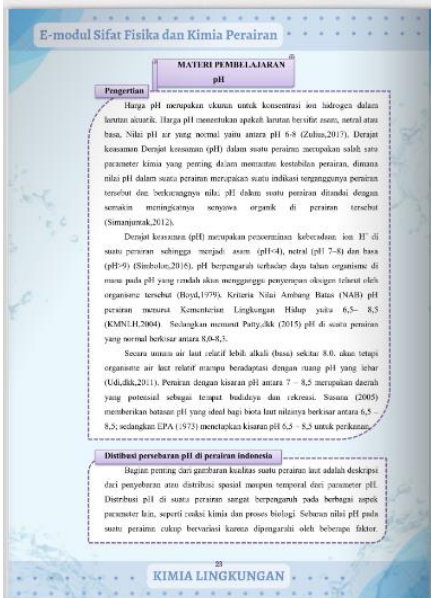 E-modul Sifat Fisika dan Kimia Perairan
MATERI PEMBELAJARAN
pH
Pengertian
Harga pH merupakan ukuran untuk konsentrasi ion hidrogen dalam
larutan akuatik. Harga pH menentukan apakah larutan bersifat asam, netral atau
basa, Nilai pH air yang normal yaitu antara pH 6-8 (Zulius,2017). Derajat
keasaman Derajat keasaman (pH) dalam suatu perairan merupakan salah satu
parameter kimia yang penting dalam memantau kestabilan perairan, dimana
nilai pH dalam suatu perairan merupakan suatu indikasi terganggunya perairan
tersebut dan berkurangnya nilai pH dalam suatu perairan ditandai dengan
semakin meningkatnya senyawa organik di perairan tersebut
(Simanjuntak,2012).
Derajat keasaman (pH) merupakan pencerminan keberadaan ion H⁺ di
suatu perairan sehingga menjadi asam (pH<4), netral (pH 7–8) dan basa
(pH>9) (Simbolon,2016). pH berpengaruh terhadap daya tahan organisme di
mana pada pH yang rendah akan mengganggu penyerapan oksigen telarut oleh
organisme tersebut (Boyd,1979). Kriteria Nilai Ambang Batas (NAB) pH
perairan menurut Kementerian Lingkungan Hidup yaitu 6,5– 8,5
(KMNLH,2004). Sedangkan menurut Patty,dkk (2015) pH di suatu perairan
yang normal berkisar antara 8,0-8,3.
Secara umum air laut relatif lebih alkali (basa) sekitar 8.0. akan tetapi
organisme air laut relatif mampu beradaptasi dengan ruang pH yang lebar
(Udi,dkk,2011). Perairan dengan kisaran pH antara 7 – 8,5 merupakan daerah
yang potensial sebagai tempat budidaya dan rekreasi. Susana (2005)
memberikan batasan pH yang ideal bagi biota laut nilainya berkisar antara 6,5 –
8,5; sedangkan EPA (1973) menetapkan kisaran pH 6,5 – 8,5 untuk perikanan.
Distibusi persebaran pH di perairan indonesia
Bagian penting dari gambaran kualitas suatu perairan laut adalah deskripsi
dari penyebaran atau distribusi spasial maupun temporal dari parameter pH.
Distribusi pH di suatu perairan sangat berpengaruh pada berbagai aspek
parameter lain, seperti reaksi kimia dan proses biologi. Sebaran nilai pH pada
suatu perairan cukup bervariasi karena dipengaruhi oleh beberapa faktor.
23
KIMIA LINGKUNGAN